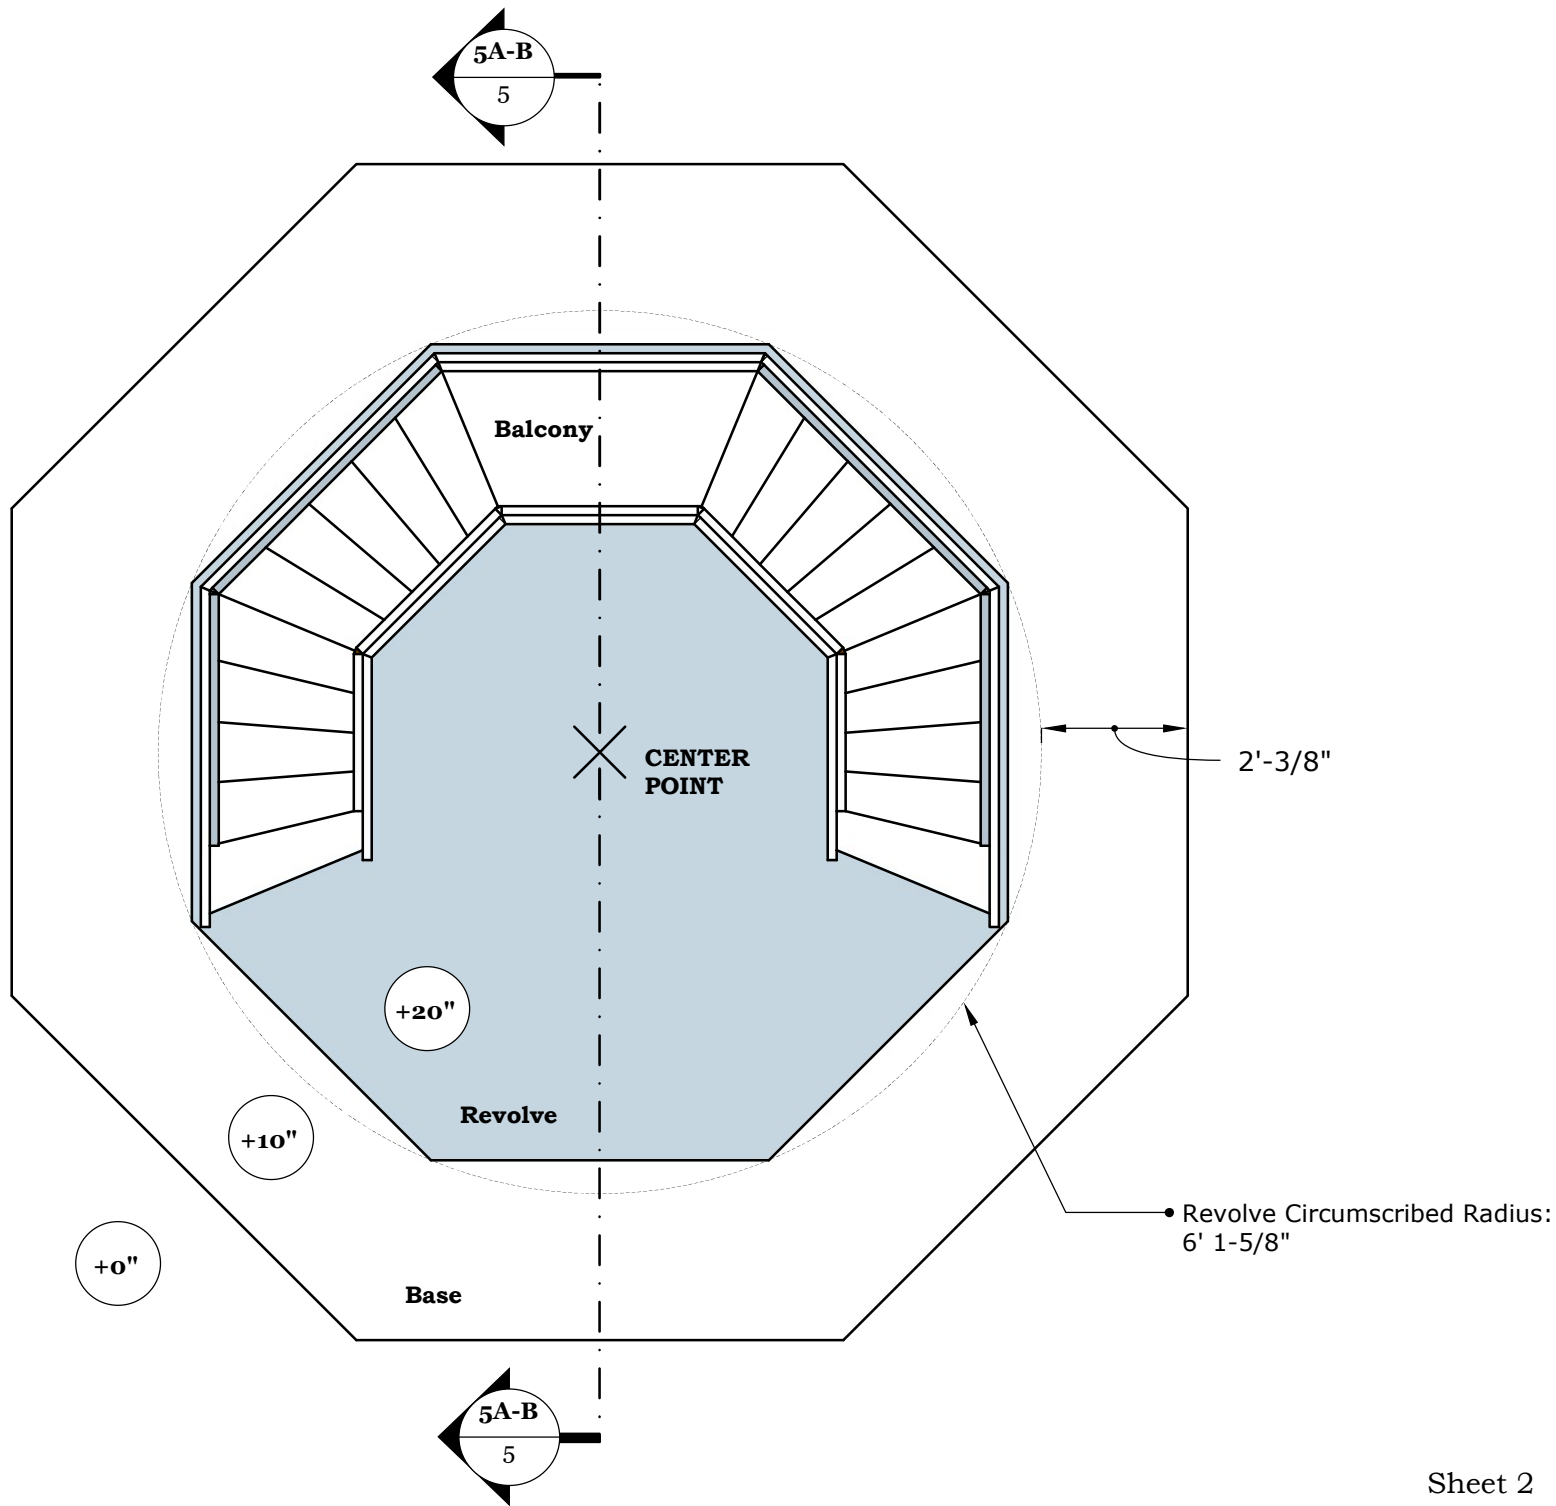 5A-B
5
Balcony
CENTER
POINT
2'-3/8"
+20"
Revolve
+10"
Revolve Circumscribed Radius:
6' 1-5/8"
+0"
Base
5A-B
5
Sheet 2